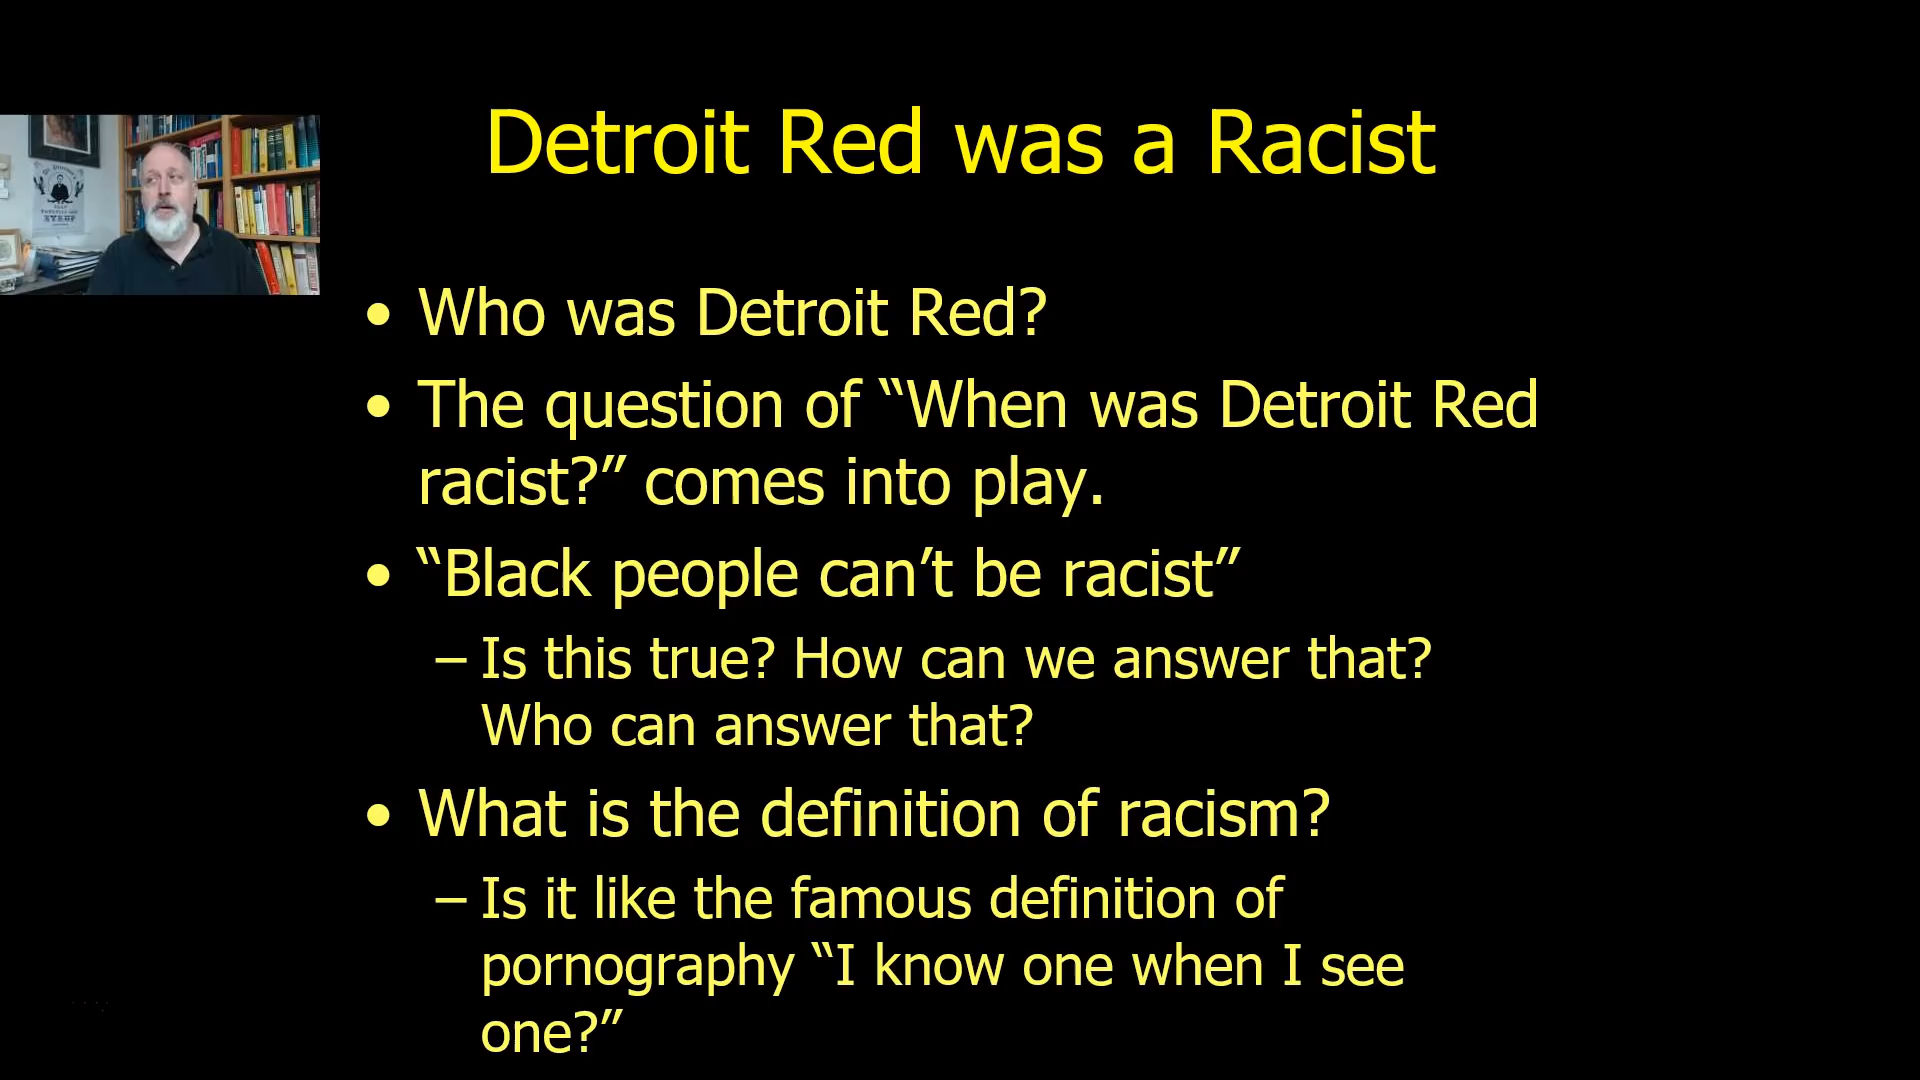 Detroit Red was a Racist
• Who was Detroit Red?
• The question of “When was Detroit Red
racist?” comes into play.
• “Black people can’t be racist”
– Is this true? How can we answer that?
Who can answer that?
• What is the definition of racism?
– Is it like the famous definition of
pornography “I know one when I see
one?”